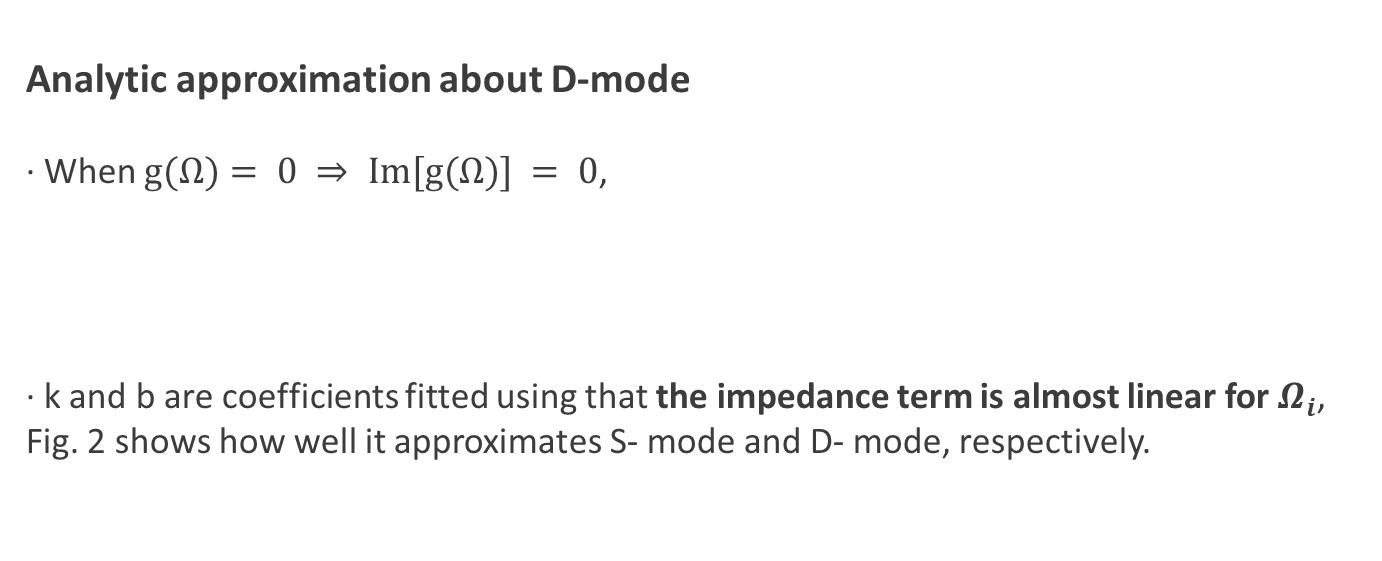 Analytic approximation about D-mode
· When g(Ω) = 0 ⇒ Im[g(Ω)] = 0,
· k and b are coefficients fitted using that the impedance term is almost linear for Ωᵢ,
Fig. 2 shows how well it approximates S- mode and D- mode, respectively.